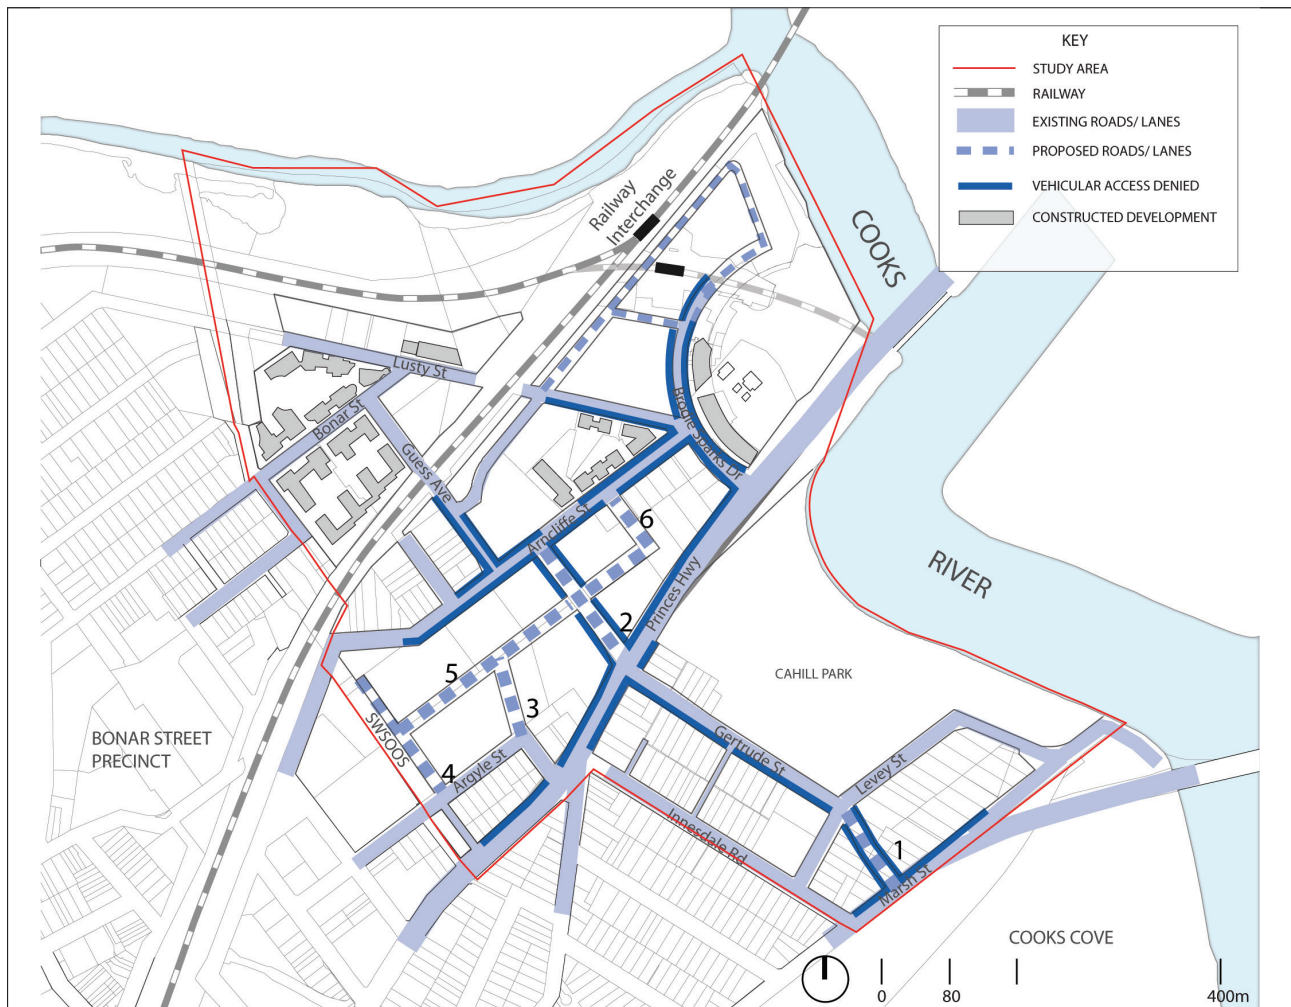 KEY
STUDY AREA
RAILWAY
EXISTING ROADS/ LANES
PROPOSED ROADS/ LANES
VEHICULAR ACCESS DENIED
CONSTRUCTED DEVELOPMENT
Railway
Interchange
COOKS
RIVER
Lusty St
Bonar St
Guess Ave
Brodie Sparks Dr
Arncliffe St
6
Princes Hwy
2
5
3
SWSOOS
4
Argyle St
CAHILL PARK
BONAR STREET
PRECINCT
Gertrude St
Levey St
Innesdale Rd
1
Marsh St
COOKS COVE
0
80
400m